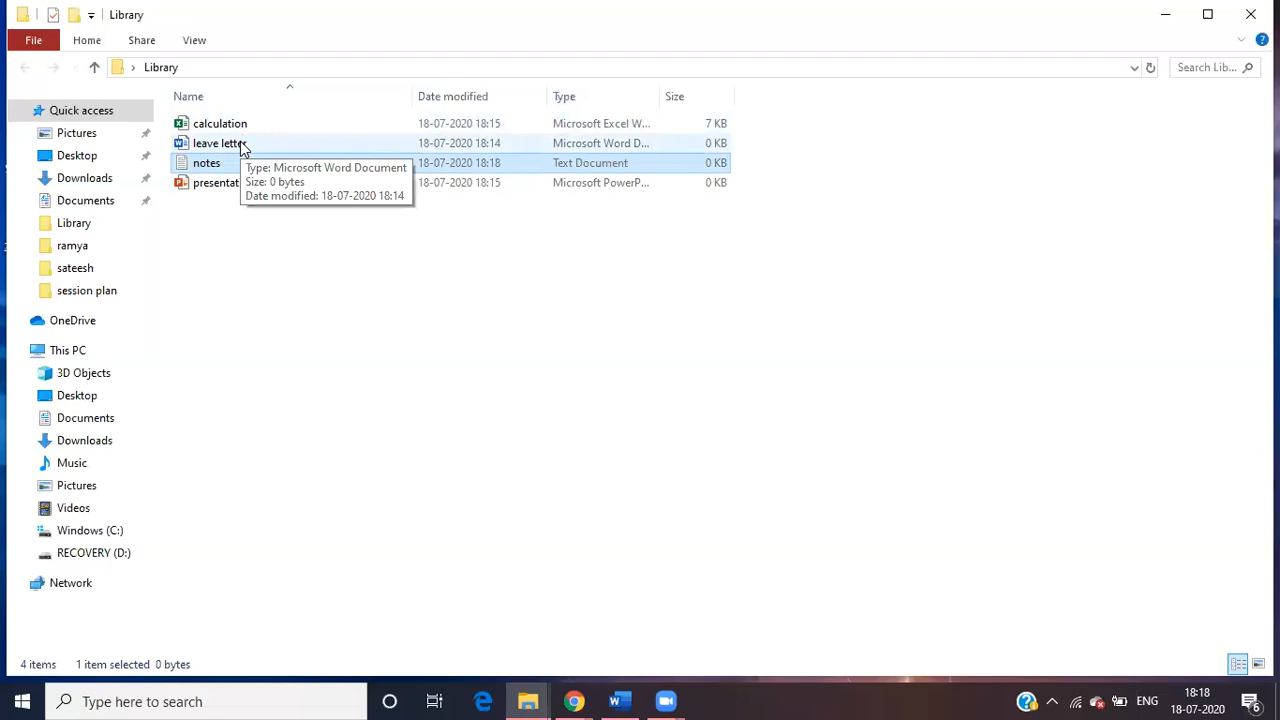 Library
File Home Share View
Library Search Lib...
Name Date modified Type Size
Quick access
Pictures
Desktop
Downloads
Documents
Library
ramya
sateesh
session plan
OneDrive
This PC
3D Objects
Desktop
Documents
Downloads
Music
Pictures
Videos
Windows (C:)
RECOVERY (D:)
Network
calculation 18-07-2020 18:15 Microsoft Excel W... 7 KB
leave letter 18-07-2020 18:14 Microsoft Word D... 0 KB
notes 18-07-2020 18:18 Text Document 0 KB
presentat 18-07-2020 18:15 Microsoft PowerP... 0 KB
Type: Microsoft Word Document
Size: 0 bytes
Date modified: 18-07-2020 18:14
4 items 1 item selected 0 bytes
Type here to search
ENG
18:18
18-07-2020
6